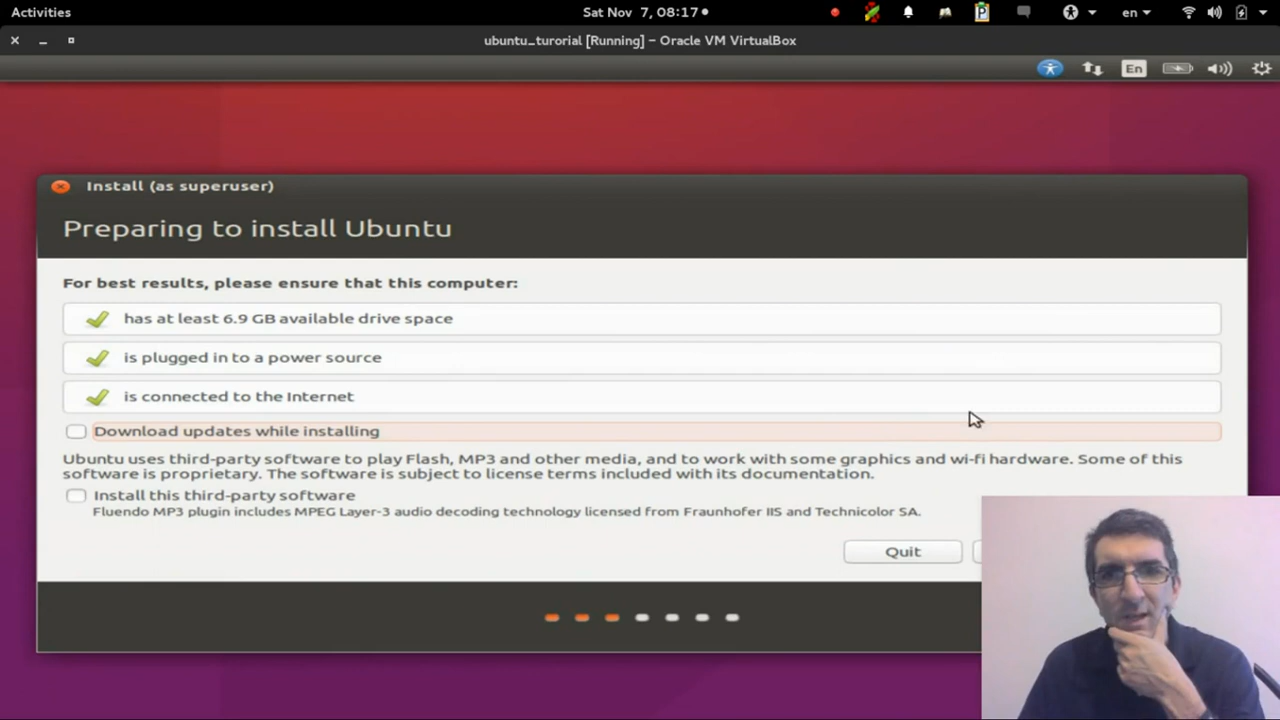 Activities
Sat Nov 7, 08:17
en
ubuntu_turorial [Running] – Oracle VM VirtualBox
En
Install (as superuser)
Preparing to install Ubuntu
For best results, please ensure that this computer:
has at least 6.9 GB available drive space
is plugged in to a power source
is connected to the Internet
Download updates while installing
Ubuntu uses third-party software to play Flash, MP3 and other media, and to work with some graphics and wi-fi hardware. Some of this
software is proprietary. The software is subject to license terms included with its documentation.
Install this third-party software
Fluendo MP3 plugin includes MPEG Layer-3 audio decoding technology licensed from Fraunhofer IIS and Technicolor SA.
Quit